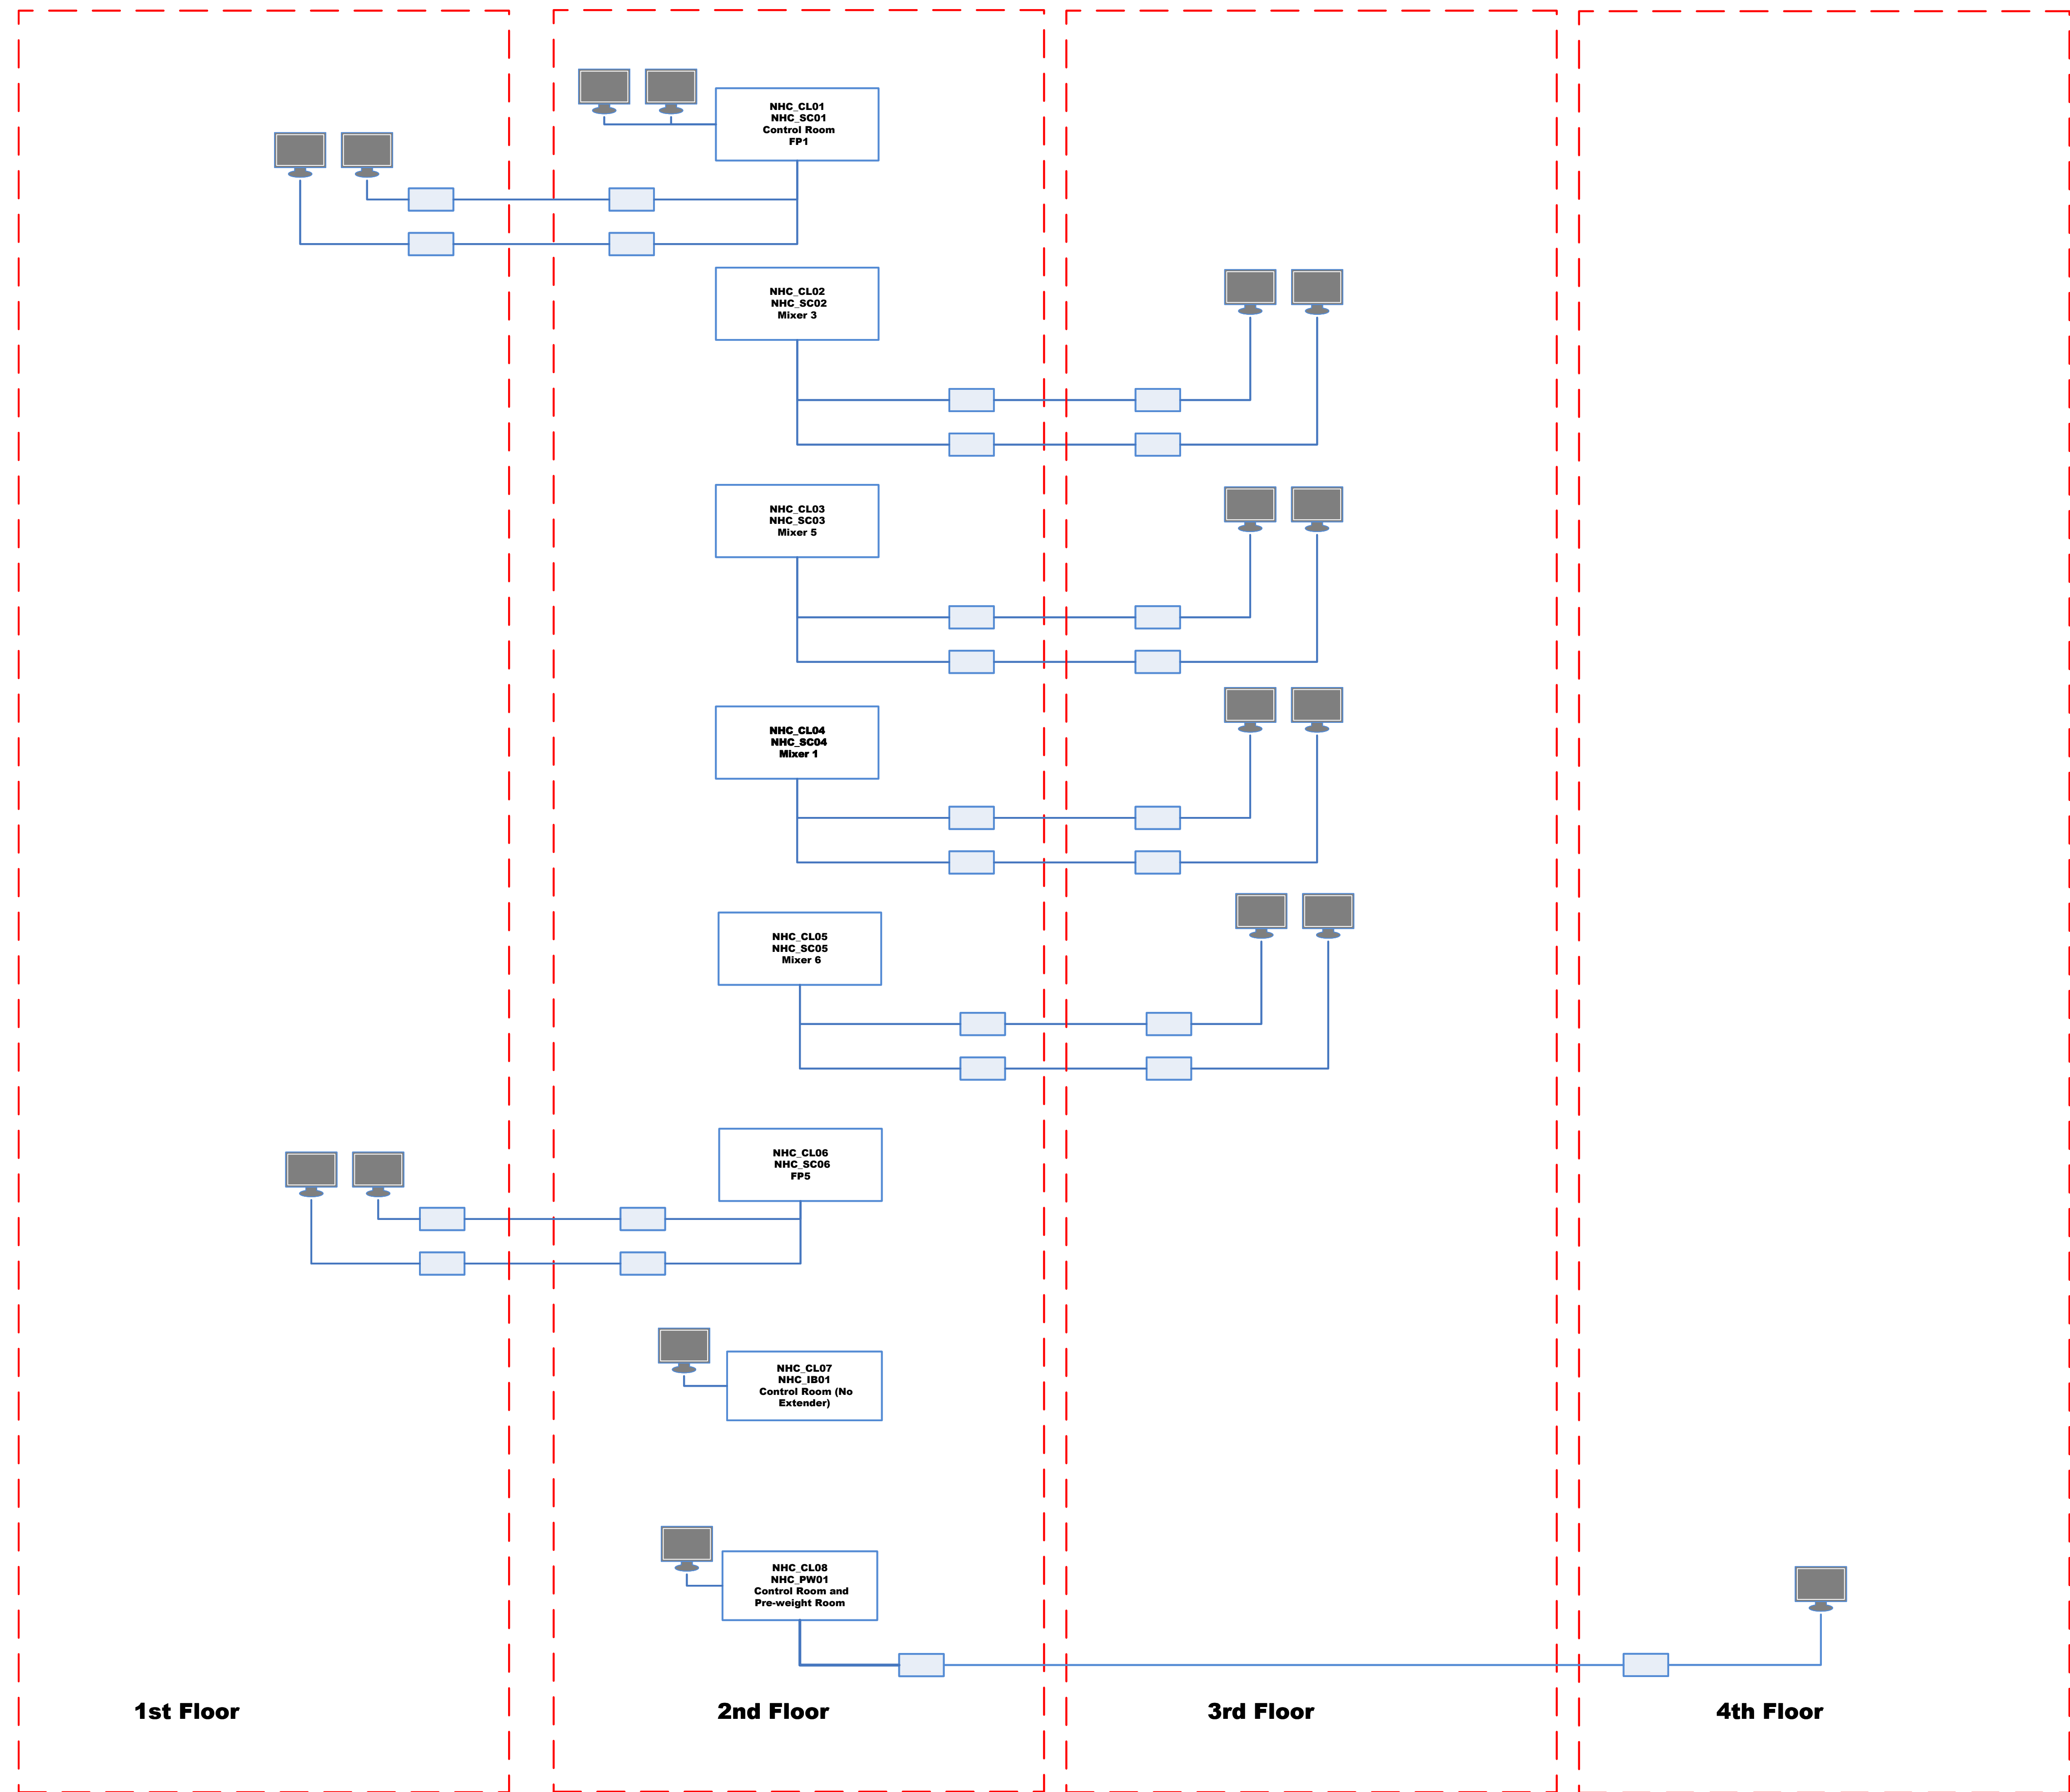 NHC_CL01
NHC_SC01
Control Room
FP1
NHC_CL02
NHC_SC02
Mixer 3
NHC_CL03
NHC_SC03
Mixer 5
NHC_CL04
NHC_SC04
Mixer 1
NHC_CL05
NHC_SC05
Mixer 6
NHC_CL06
NHC_SC06
FP5
NHC_CL07
NHC_IB01
Control Room (No
Extender)
NHC_CL08
NHC_PW01
Control Room and
Pre-weight Room
1st Floor
2nd Floor
3rd Floor
4th Floor